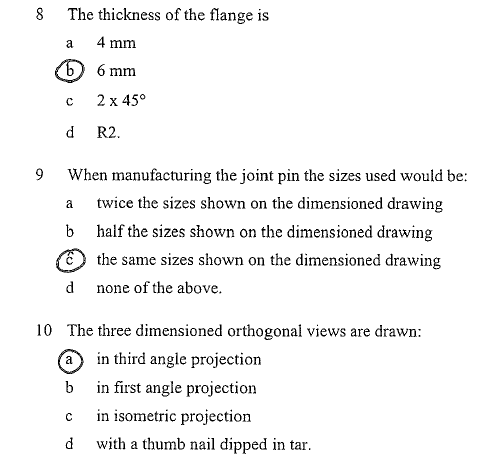 8 The thickness of the flange is
a 4 mm
b 6 mm
c 2 x 45°
d R2.
9 When manufacturing the joint pin the sizes used would be:
a twice the sizes shown on the dimensioned drawing
b half the sizes shown on the dimensioned drawing
c the same sizes shown on the dimensioned drawing
d none of the above.
10 The three dimensioned orthogonal views are drawn:
a in third angle projection
b in first angle projection
c in isometric projection
d with a thumb nail dipped in tar.